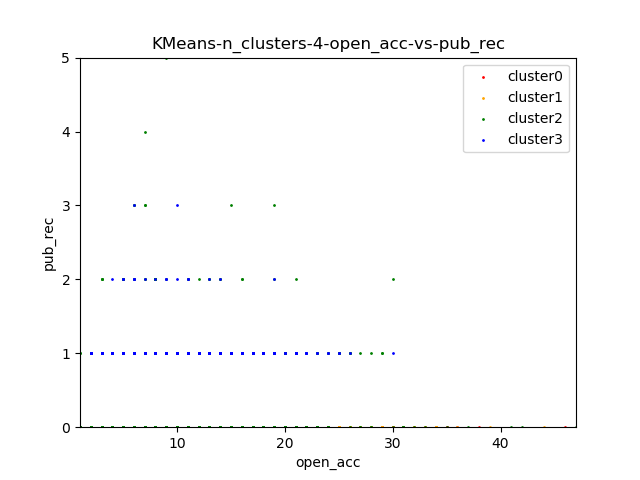 KMeans-n_clusters-4-open_acc-vs-pub_rec
cluster0
cluster1
cluster2
cluster3
5
4
3
2
1
0
pub_rec
10 20 30 40
open_acc